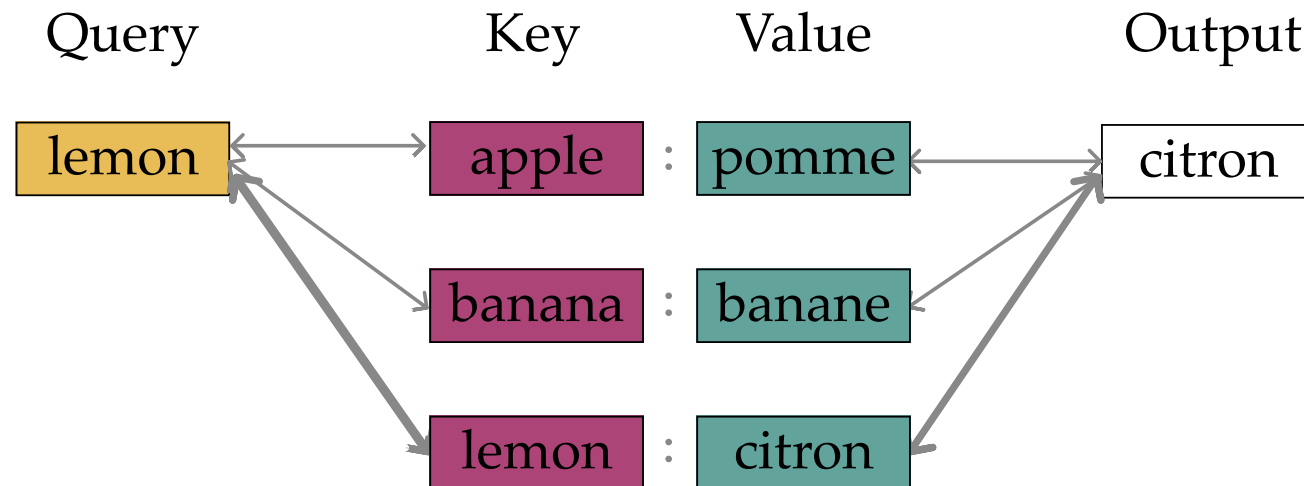 Query Key Value Output
lemon apple : pomme citron
banana : banane
lemon : citron